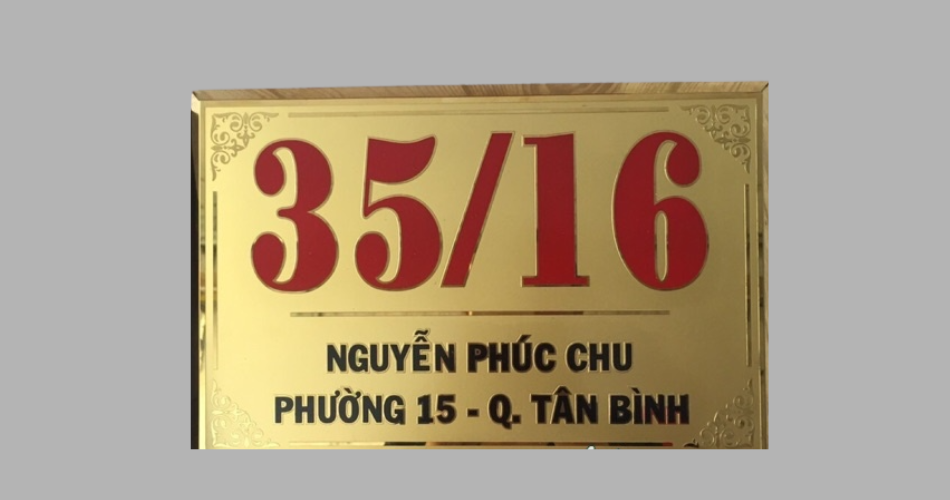 35/16
NGUYỄN PHÚC CHU
PHƯỜNG 15 - Q. TÂN BÌNH